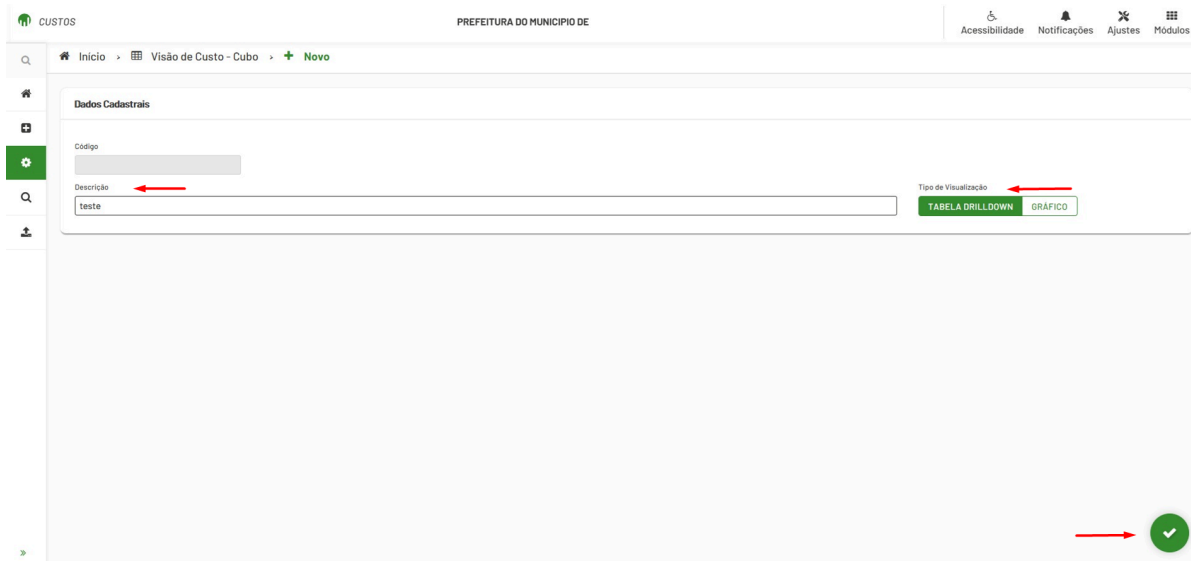 CUSTOS
PREFEITURA DO MUNICIPIO DE
Acessibilidade Notificações Ajustes Módulos
Início › Visão de Custo - Cubo › + Novo
Dados Cadastrais
Código
Descrição
Tipo de Visualização
teste
TABELA DRILLDOWN GRÁFICO